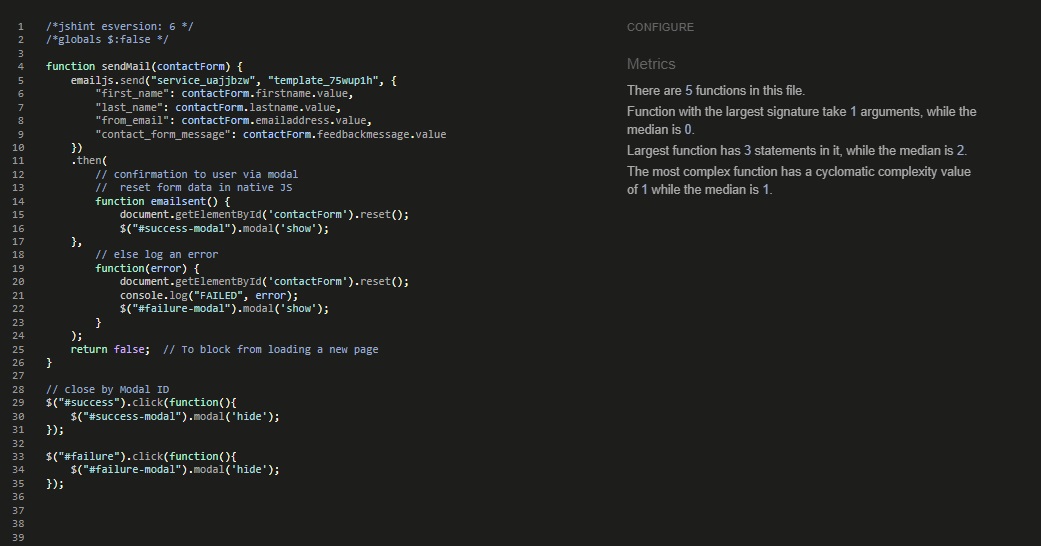 1 /*jshint esversion: 6 */
2 /*globals $:false */
3
4 function sendMail(contactForm) {
5     emailjs.send("service_uajjbzw", "template_75wup1h", {
6         "first_name": contactForm.firstname.value,
7         "last_name": contactForm.lastname.value,
8         "from_email": contactForm.emailaddress.value,
9         "contact_form_message": contactForm.feedbackmessage.value
10     })
11     .then(
12         // confirmation to user via modal
13         //  reset form data in native JS
14         function emailsent() {
15             document.getElementById('contactForm').reset();
16             $("#success-modal").modal('show');
17     },
18         // else log an error
19         function(error) {
20             document.getElementById('contactForm').reset();
21             console.log("FAILED", error);
22             $("#failure-modal").modal('show');
23         }
24     );
25     return false;  // To block from loading a new page
26 }
27
28 // close by Modal ID
29 $("#success").click(function(){
30     $("#success-modal").modal('hide');
31 });
32
33 $("#failure").click(function(){
34     $("#failure-modal").modal('hide');
35 });
36
37
38
39
CONFIGURE
Metrics
There are 5 functions in this file.
Function with the largest signature take 1 arguments, while the
median is 0.
Largest function has 3 statements in it, while the median is 2.
The most complex function has a cyclomatic complexity value
of 1 while the median is 1.